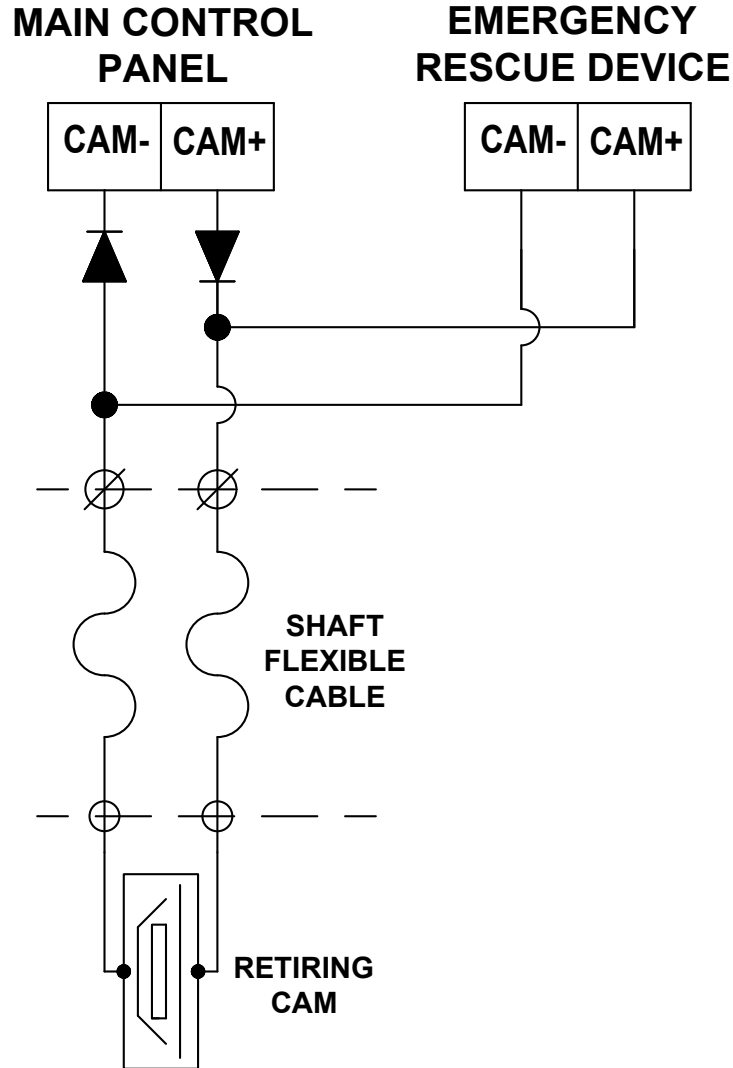 MAIN CONTROL
PANEL
EMERGENCY
RESCUE DEVICE
CAM- CAM+
CAM- CAM+
SHAFT
FLEXIBLE
CABLE
RETIRING
CAM